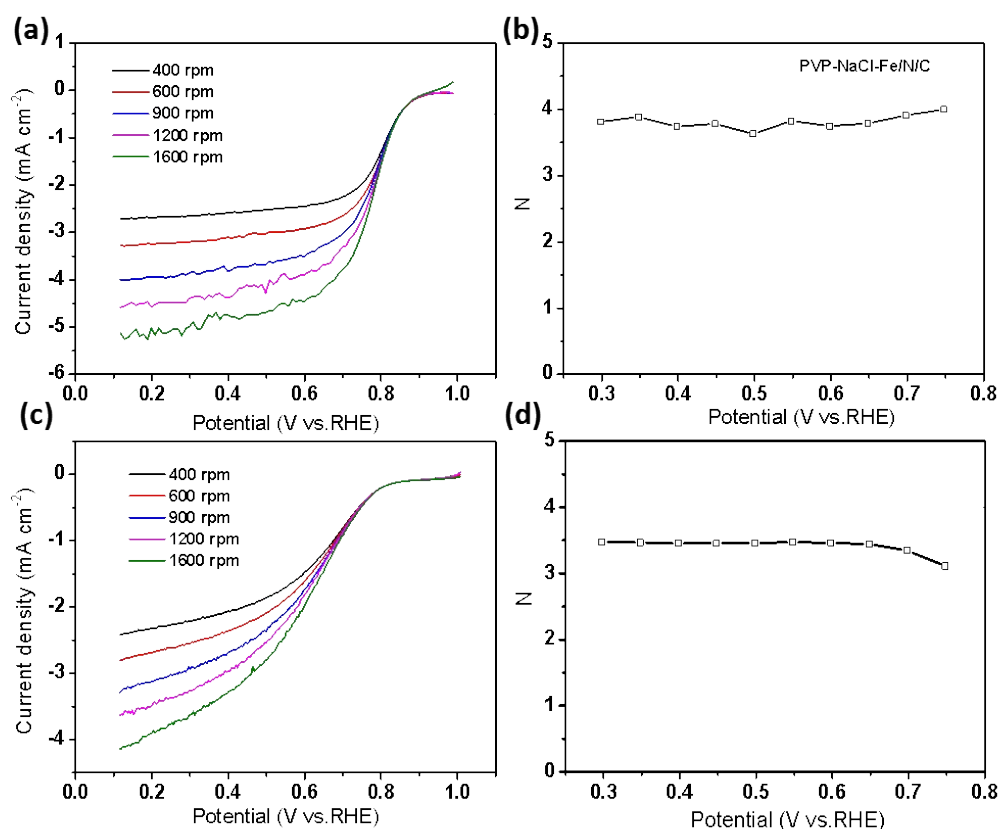 (a)
1
0
-1
-2
-3
-4
-5
-6
Current density (mA cm⁻²)
400 rpm
600 rpm
900 rpm
1200 rpm
1600 rpm
0.0 0.2 0.4 0.6 0.8 1.0
Potential (V vs.RHE)
(b)
5
4
3
2
1
0
N
PVP-NaCl-Fe/N/C
0.3 0.4 0.5 0.6 0.7 0.8
Potential (V vs.RHE)
(c)
0
-1
-2
-3
-4
Current density (mA cm⁻²)
400 rpm
600 rpm
900 rpm
1200 rpm
1600 rpm
0.0 0.2 0.4 0.6 0.8 1.0
Potential (V vs.RHE)
(d)
5
4
3
2
1
0
N
0.3 0.4 0.5 0.6 0.7 0.8
Potential (V vs.RHE)